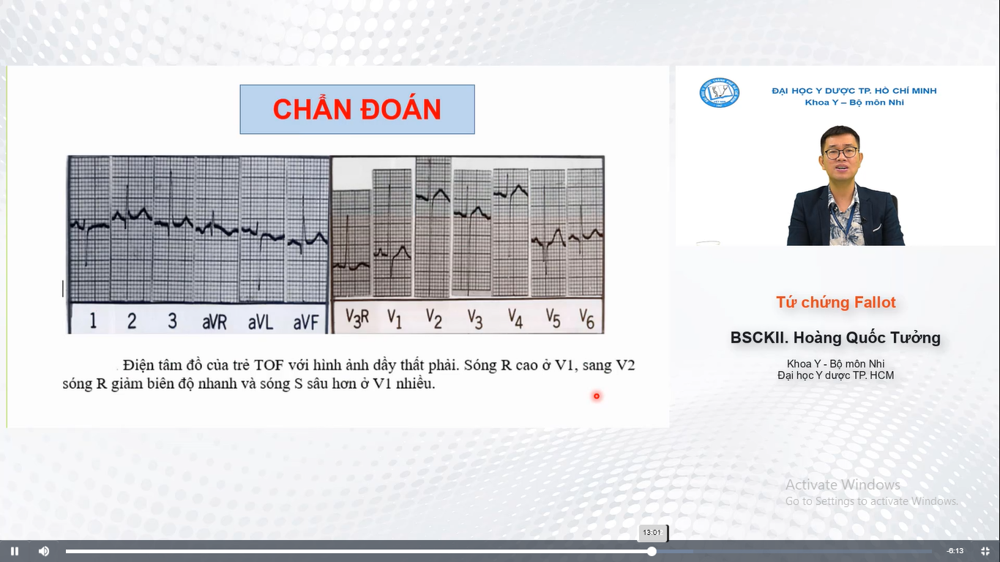 CHẨN ĐOÁN
1 2 3 aVR aVL aVF V3R V1 V2 V3 V4 V5 V6
Điện tâm đồ của trẻ TOF với hình ảnh dầy thất phải. Sóng R cao ở V1, sang V2
sóng R giảm biên độ nhanh và sóng S sâu hơn ở V1 nhiều.
ĐẠI HỌC Y DƯỢC TP. HỒ CHÍ MINH
Khoa Y – Bộ môn Nhi
Tứ chứng Fallot
BSCKII. Hoàng Quốc Tưởng
Khoa Y - Bộ môn Nhi
Đại học Y dược TP. HCM
Activate Windows
Go to Settings to activate Windows.
13:01
-6:13